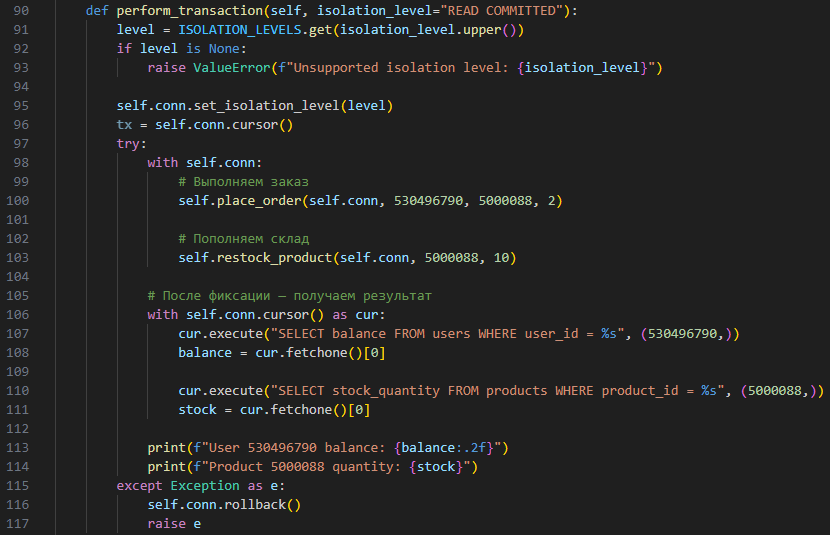 90 def perform_transaction(self, isolation_level="READ COMMITTED"):
91 level = ISOLATION_LEVELS.get(isolation_level.upper())
92 if level is None:
93 raise ValueError(f"Unsupported isolation level: {isolation_level}")
94
95 self.conn.set_isolation_level(level)
96 tx = self.conn.cursor()
97 try:
98 with self.conn:
99 # Выполняем заказ
100 self.place_order(self.conn, 530496790, 5000088, 2)
101
102 # Пополняем склад
103 self.restock_product(self.conn, 5000088, 10)
104
105 # После фиксации — получаем результат
106 with self.conn.cursor() as cur:
107 cur.execute("SELECT balance FROM users WHERE user_id = %s", (530496790,))
108 balance = cur.fetchone()[0]
109
110 cur.execute("SELECT stock_quantity FROM products WHERE product_id = %s", (5000088,))
111 stock = cur.fetchone()[0]
112
113 print(f"User 530496790 balance: {balance:.2f}")
114 print(f"Product 5000088 quantity: {stock}")
115 except Exception as e:
116 self.conn.rollback()
117 raise e